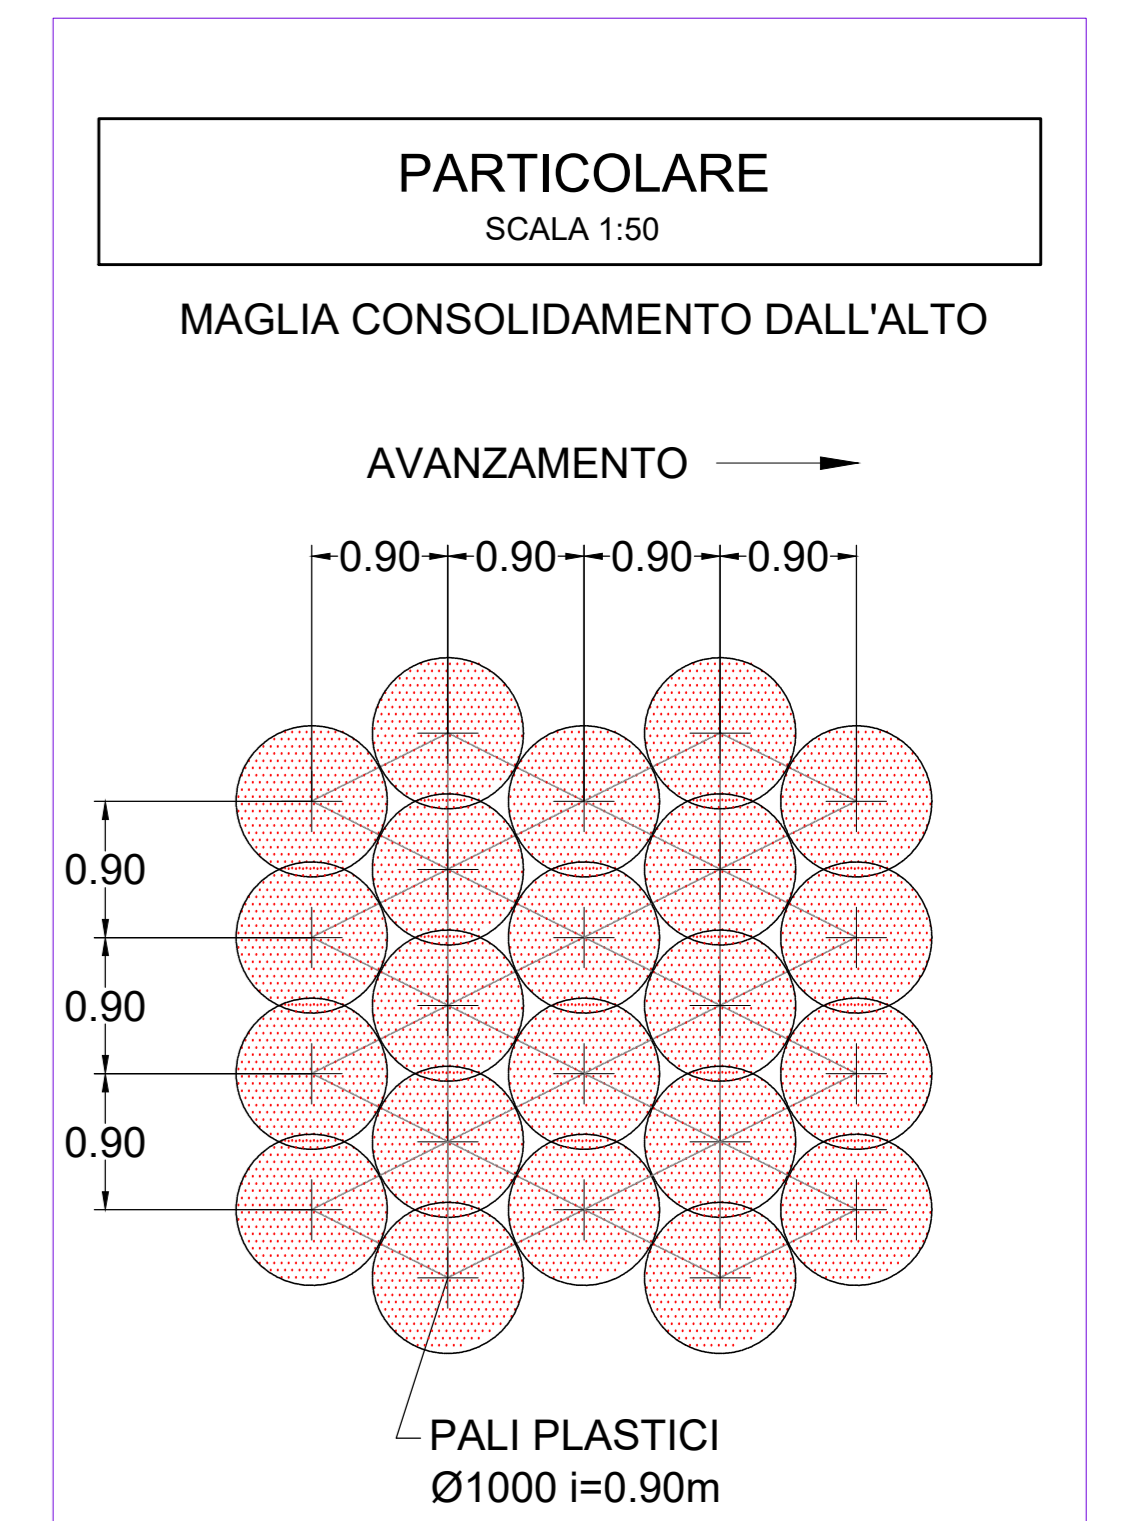 PARTICOLARE
SCALA 1:50
MAGLIA CONSOLIDAMENTO DALL'ALTO
AVANZAMENTO
0.90 0.90 0.90 0.90
0.90
0.90
0.90
PALI PLASTICI
Ø1000 i=0.90m